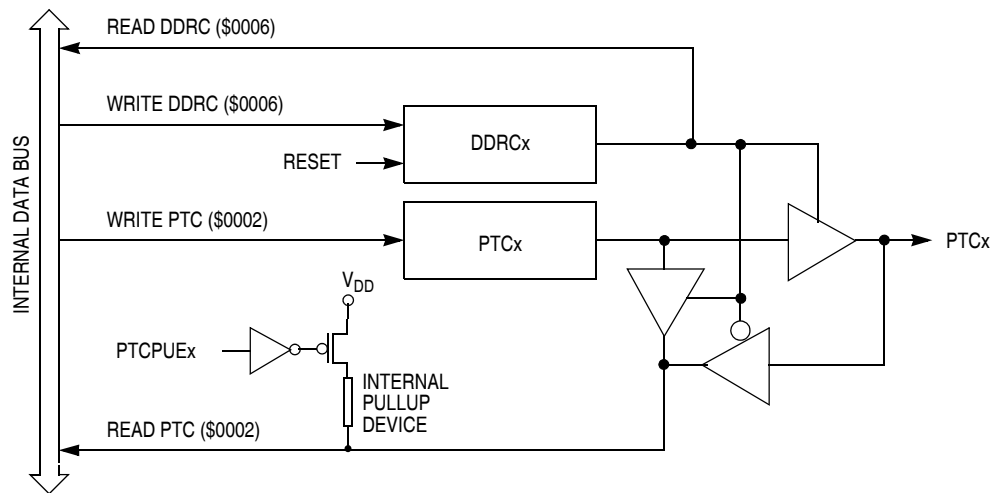 READ DDRC ($0006)
WRITE DDRC ($0006)
DDRCx
RESET
WRITE PTC ($0002)
PTCx
PTCx
INTERNAL DATA BUS
VDD
PTCPUEx
INTERNAL
PULLUP
DEVICE
READ PTC ($0002)